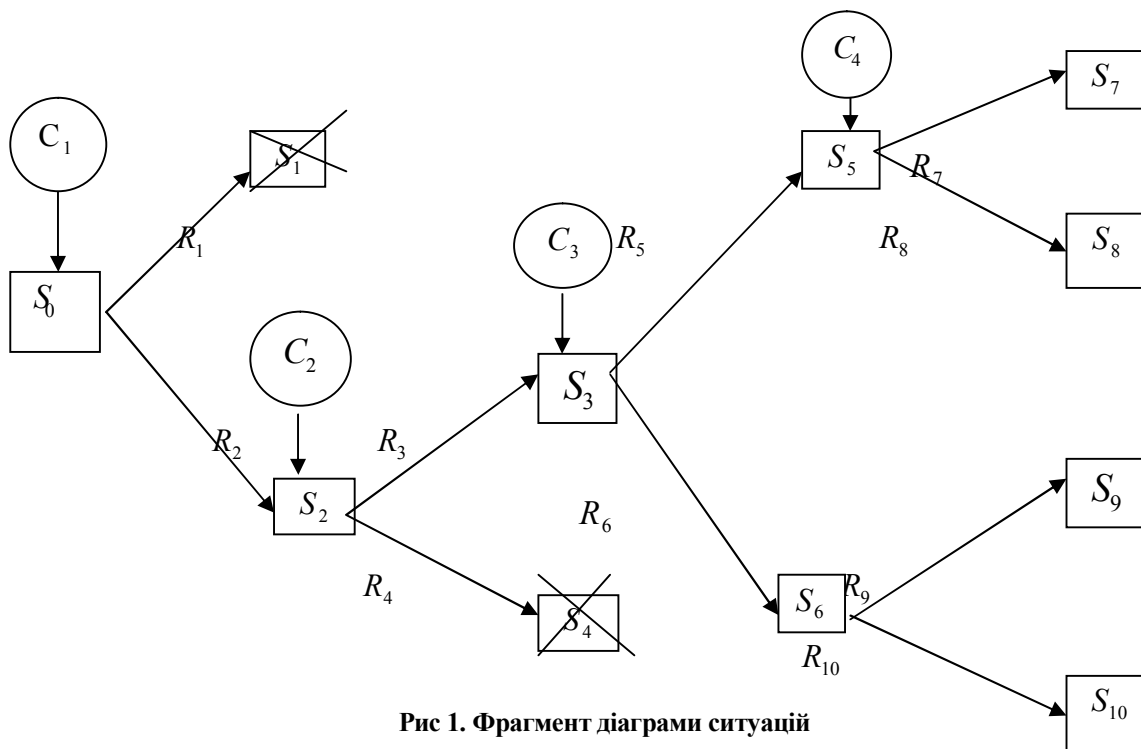 C₄
S₇
C₁
S₁
S₅
R₇
R₁
C₃
R₅
R₈
S₈
S₀
C₂
S₃
R₂
R₃
S₂
S₉
R₆
R₄
S₆
R₉
S₄
R₁₀
S₁₀
Рис 1. Фрагмент діаграми ситуацій